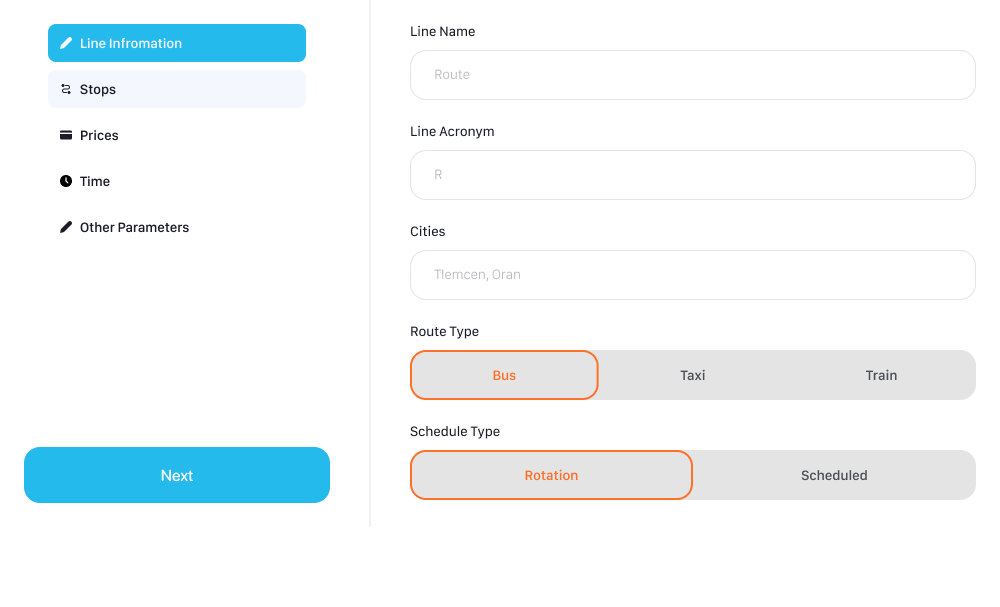 Line Infromation
Stops
Prices
Time
Other Parameters
Next
Line Name
Route
Line Acronym
R
Cities
Tlemcen, Oran
Route Type
Bus
Taxi
Train
Schedule Type
Rotation
Scheduled